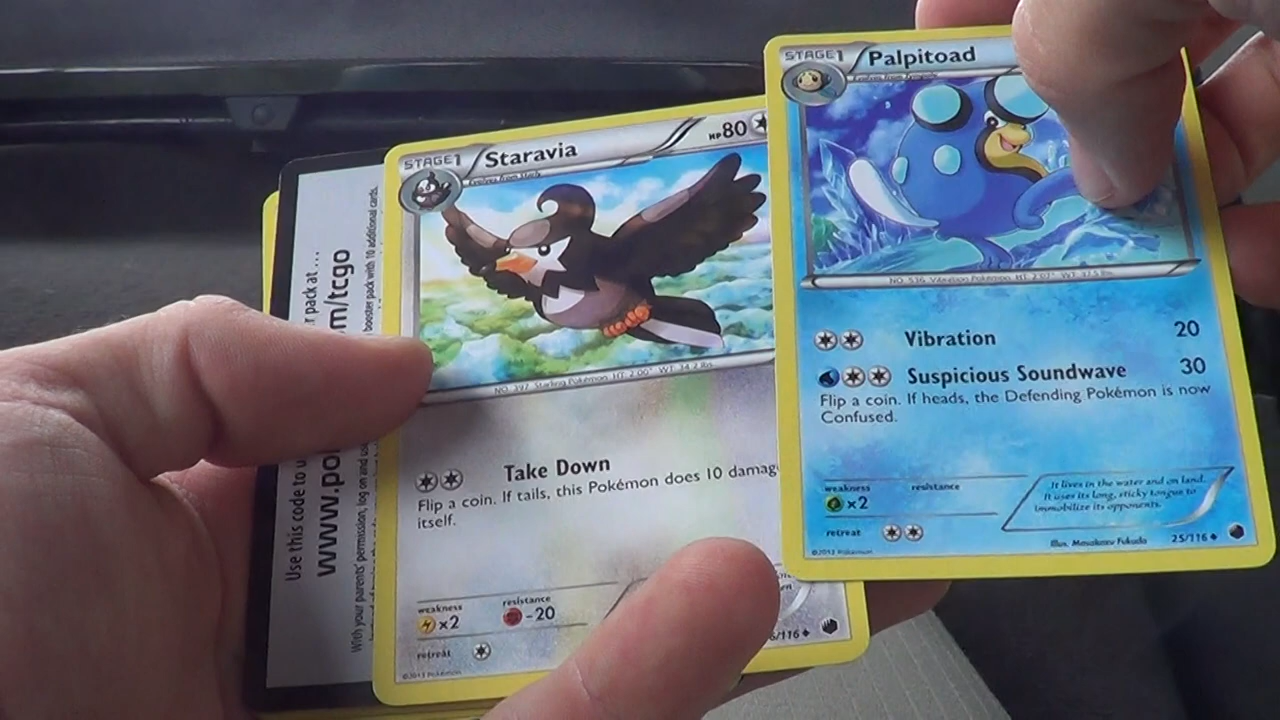 Use this code to u
r pack at ...
www.po
m/tcgo
With your parents' permission, log on and
booster pack with 10 additional cards.
STAGE1 Staravia HP80
Evolves from Starly
NO. 397 Starling Pokémon HT: 2'00" WT: 34.2 lbs.
Take Down
Flip a coin. If tails, this Pokémon does 10 damag
itself.
weakness resistance
x2 -20
retreat
©2013 Pokémon
6/116
STAGE1 Palpitoad
Evolves from Tympole
NO. 536 Vibration Pokémon HT: 2'07" WT: 37.5 lbs.
Vibration 20
Suspicious Soundwave 30
Flip a coin. If heads, the Defending Pokémon is now
Confused.
weakness resistance
x2
retreat
It lives in the water and on land.
It uses its long, sticky tongue to
immobilize its opponents.
©2013 Pokémon
Illus. Masakazu Fukuda 25/116